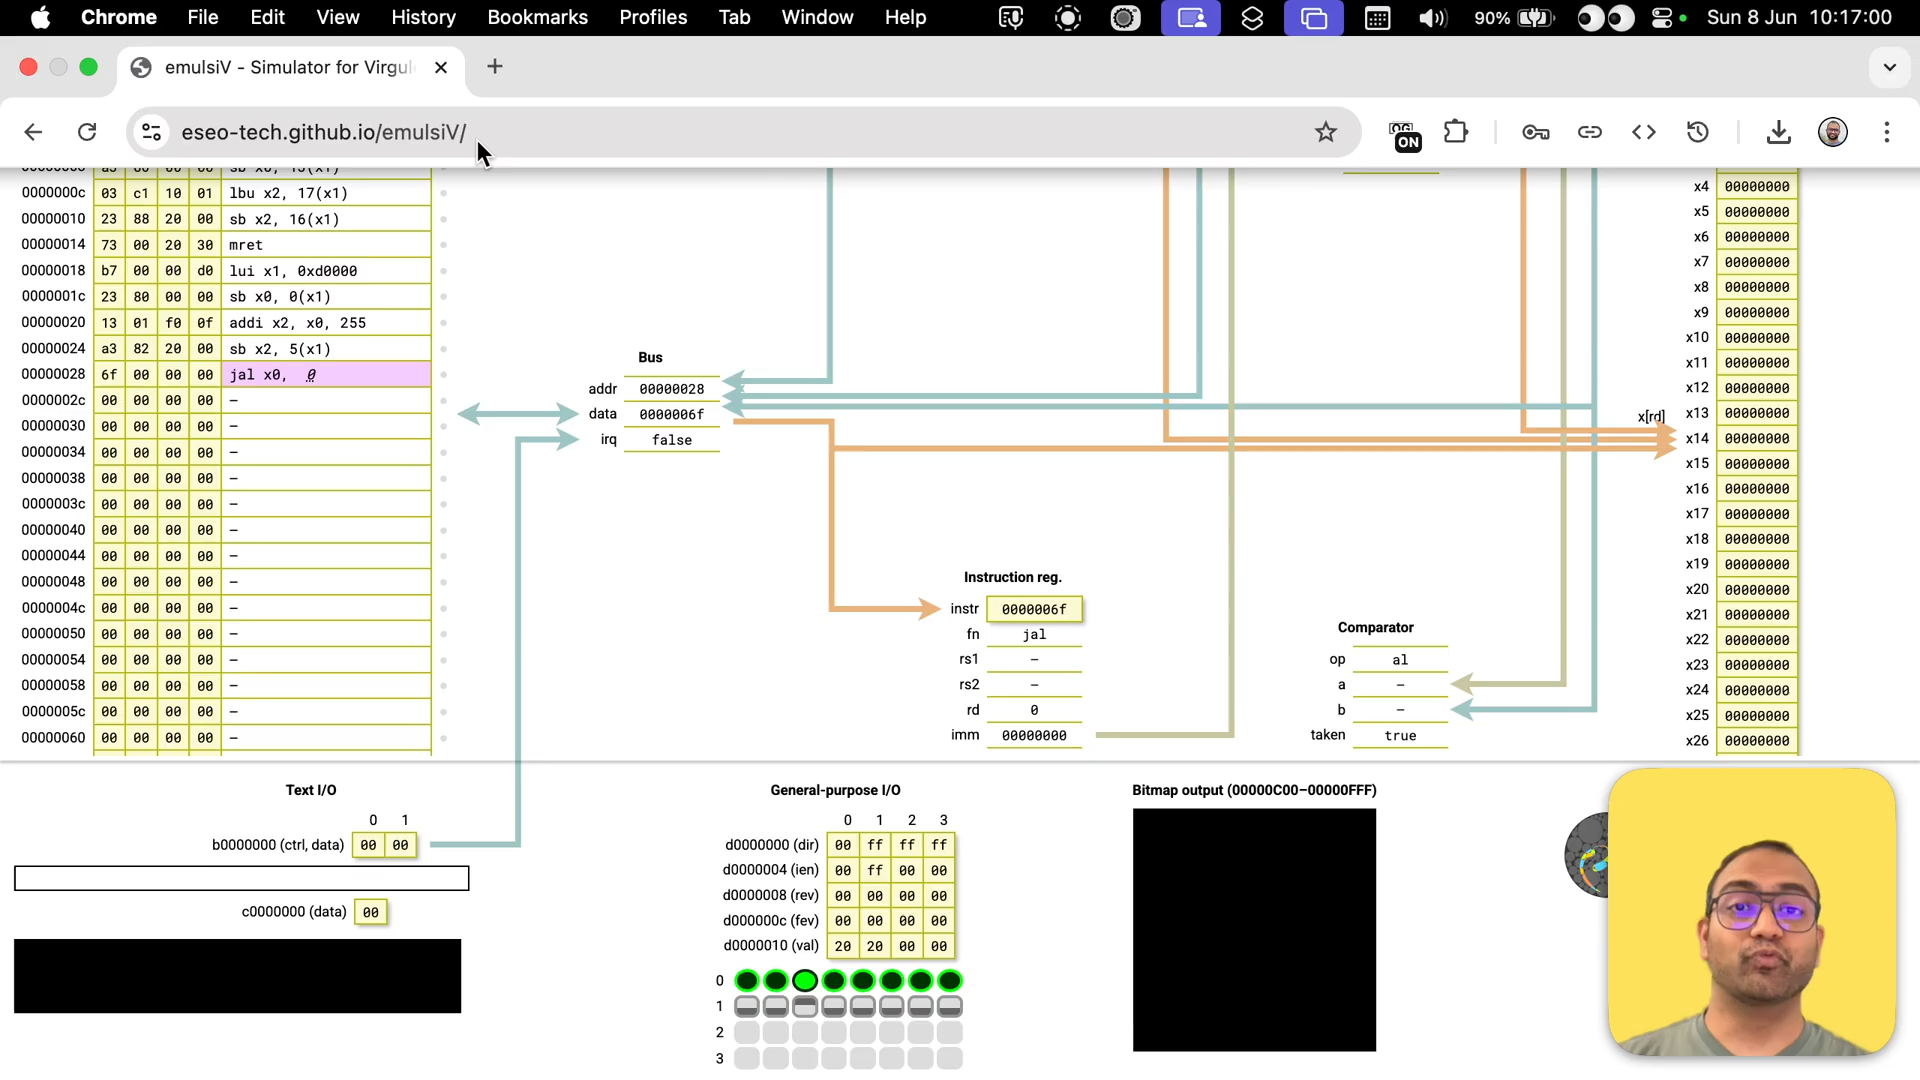 Chrome File Edit View History Bookmarks Profiles Tab Window Help 90% Sun 8 Jun 10:17:00
emulsiV - Simulator for Virgul
eseo-tech.github.io/emulsiV/
ON
0000000c 03 c1 10 01 lbu x2, 17(x1)
00000010 23 88 20 00 sb x2, 16(x1)
00000014 73 00 20 30 mret
00000018 b7 00 00 d0 lui x1, 0xd0000
0000001c 23 80 00 00 sb x0, 0(x1)
00000020 13 01 f0 0f addi x2, x0, 255
00000024 a3 82 20 00 sb x2, 5(x1)
00000028 6f 00 00 00 jal x0, 0
0000002c 00 00 00 00 –
00000030 00 00 00 00 –
00000034 00 00 00 00 –
00000038 00 00 00 00 –
0000003c 00 00 00 00 –
00000040 00 00 00 00 –
00000044 00 00 00 00 –
00000048 00 00 00 00 –
0000004c 00 00 00 00 –
00000050 00 00 00 00 –
00000054 00 00 00 00 –
00000058 00 00 00 00 –
0000005c 00 00 00 00 –
00000060 00 00 00 00 –
Bus
addr 00000028
data 0000006f
irq false
Instruction reg.
instr 0000006f
fn jal
rs1 –
rs2 –
rd 0
imm 00000000
Comparator
op al
a –
b –
taken true
x[rd]
x4 00000000
x5 00000000
x6 00000000
x7 00000000
x8 00000000
x9 00000000
x10 00000000
x11 00000000
x12 00000000
x13 00000000
x14 00000000
x15 00000000
x16 00000000
x17 00000000
x18 00000000
x19 00000000
x20 00000000
x21 00000000
x22 00000000
x23 00000000
x24 00000000
x25 00000000
x26 00000000
Text I/O
0 1
b0000000 (ctrl, data) 00 00
c0000000 (data) 00
General-purpose I/O
0 1 2 3
d0000000 (dir) 00 ff ff ff
d0000004 (ien) 00 ff 00 00
d0000008 (rev) 00 00 00 00
d000000c (fev) 00 00 00 00
d0000010 (val) 20 20 00 00
0
1
2
3
Bitmap output (00000C00–00000FFF)